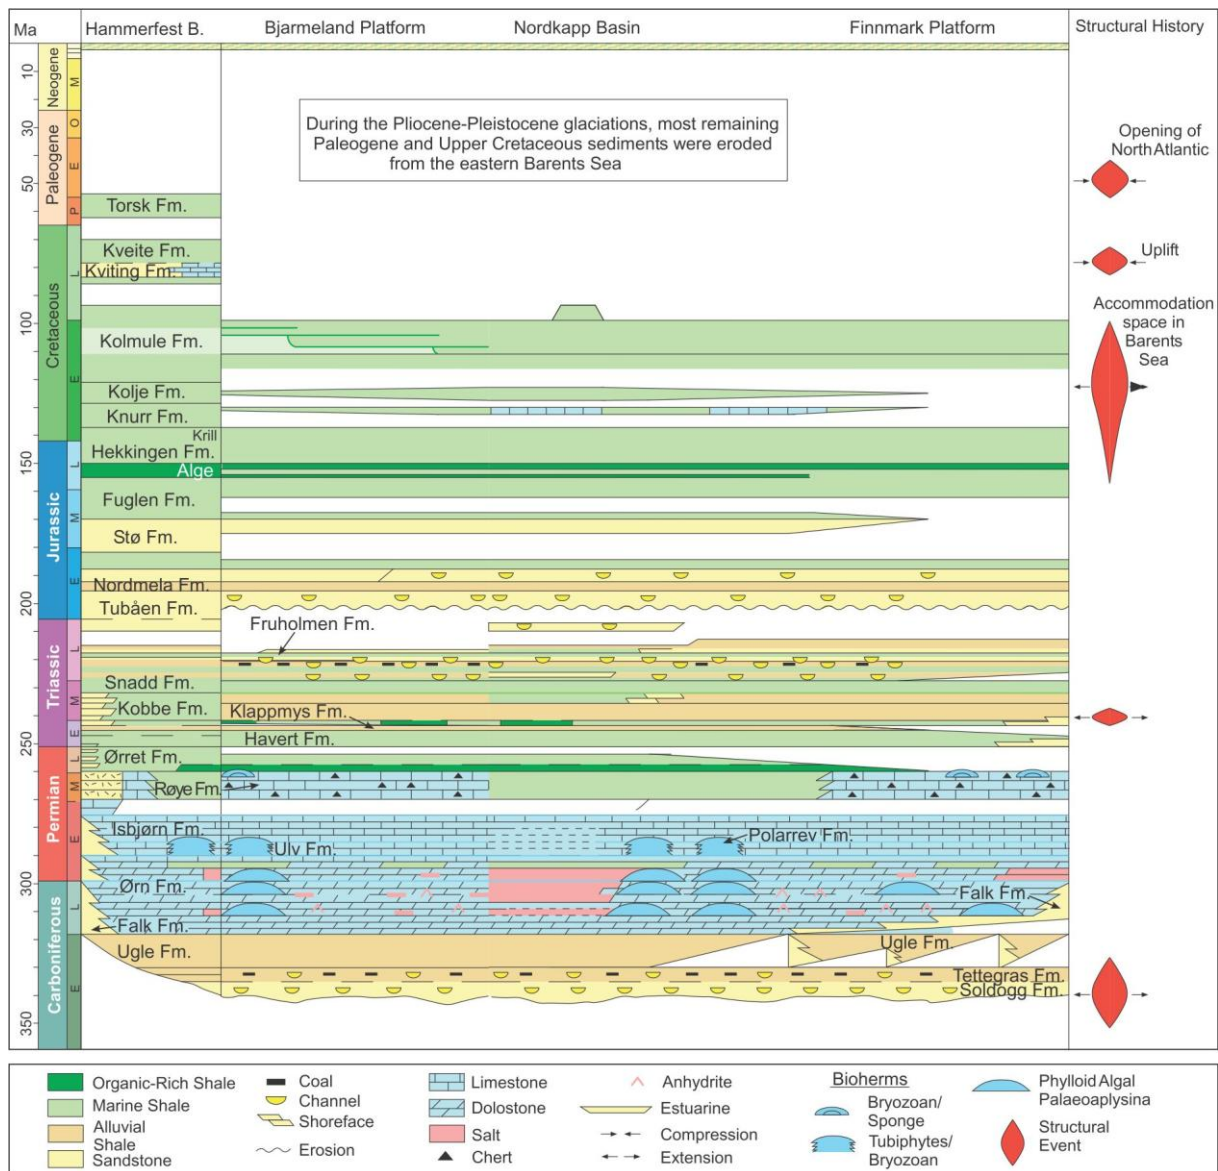 Ma
Hammerfest B.
Bjarmeland Platform
Nordkapp Basin
Finnmark Platform
Structural History
10
30
50
100
150
200
250
300
350
Neogene
Paleogene
Cretaceous
Jurassic
Triassic
Permian
Carboniferous
M
O
E
P
L
E
L
M
E
L
M
E
L
M
E
L
E
During the Pliocene-Pleistocene glaciations, most remaining
Paleogene and Upper Cretaceous sediments were eroded
from the eastern Barents Sea
Opening of
North Atlantic
Torsk Fm.
Kveite Fm.
Kviting Fm.
Uplift
Accommodation
space in
Barents
Sea
Kolmule Fm.
Kolje Fm.
Knurr Fm.
Krill
Hekkingen Fm.
Alge
Fuglen Fm.
Stø Fm.
Nordmela Fm.
Tubåen Fm.
Fruholmen Fm.
Snadd Fm.
Kobbe Fm.
Klappmys Fm.
Havert Fm.
Ørret Fm.
Røye Fm.
Isbjørn Fm.
Ulv Fm.
Polarrev Fm.
Ørn Fm.
Falk Fm.
Falk Fm.
Ugle Fm.
Ugle Fm.
Tettegras Fm.
Soldogg Fm.
Organic-Rich Shale
Marine Shale
Alluvial
Shale
Sandstone
Coal
Channel
Shoreface
Erosion
Limestone
Dolostone
Salt
Chert
Anhydrite
Estuarine
Compression
Extension
Bioherms
Bryozoan/
Sponge
Tubiphytes/
Bryozoan
Phylloid Algal
Palaeoaplysina
Structural
Event